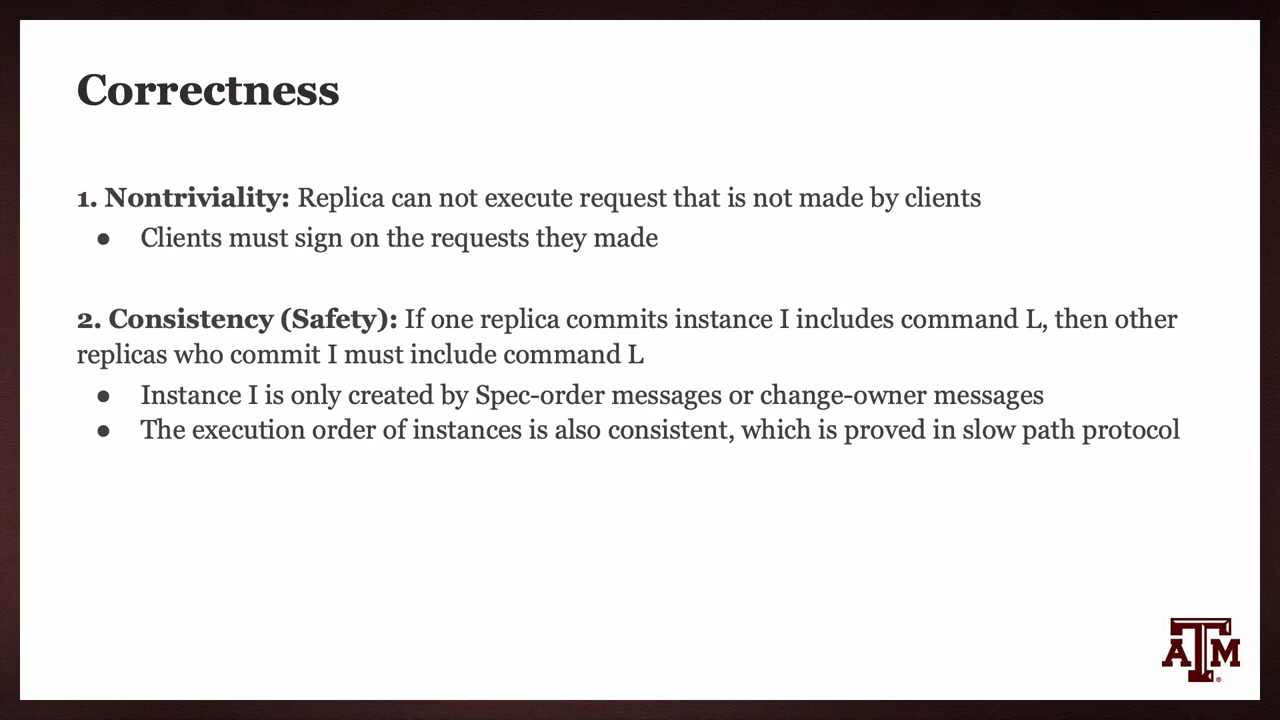 Correctness
1. Nontriviality: Replica can not execute request that is not made by clients
● Clients must sign on the requests they made
2. Consistency (Safety): If one replica commits instance I includes command L, then other
replicas who commit I must include command L
● Instance I is only created by Spec-order messages or change-owner messages
● The execution order of instances is also consistent, which is proved in slow path protocol
ATM
®